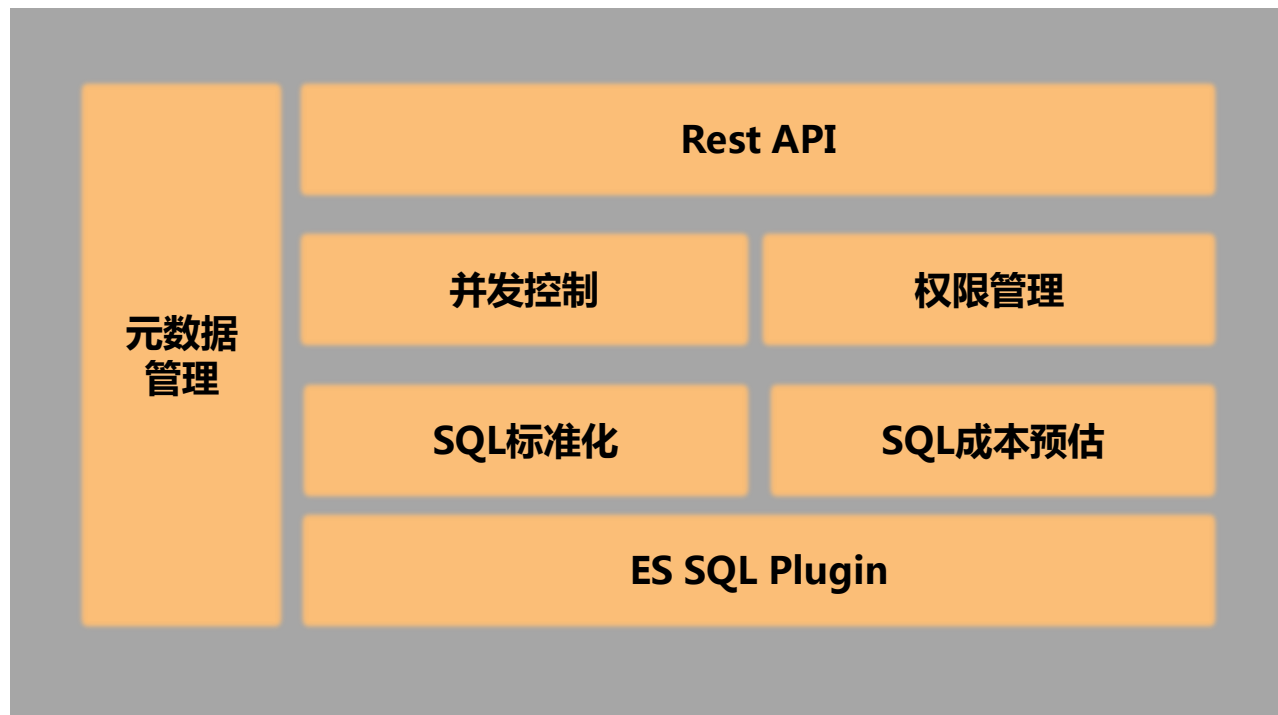 元数据
管理
Rest API
并发控制
权限管理
SQL标准化
SQL成本预估
ES SQL Plugin